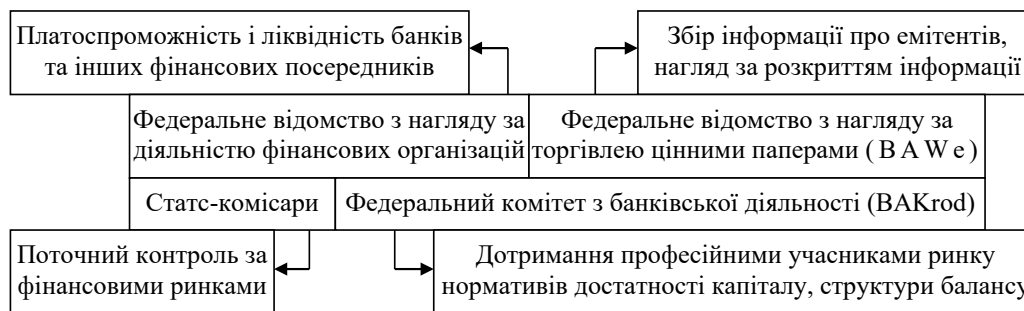 Платоспроможність і ліквідність банків
та інших фінансових посередників
Збір інформації про емітентів,
нагляд за розкриттям інформації
Федеральне відомство з нагляду за
діяльністю фінансових організацій
Федеральне відомство з нагляду за
торгівлею цінними паперами (BAWe)
Статс-комісари
Федеральний комітет з банківської діяльності (BAKrod)
Поточний контроль за
фінансовими ринками
Дотримання професійними учасниками ринку
нормативів достатності капіталу, структури балансу